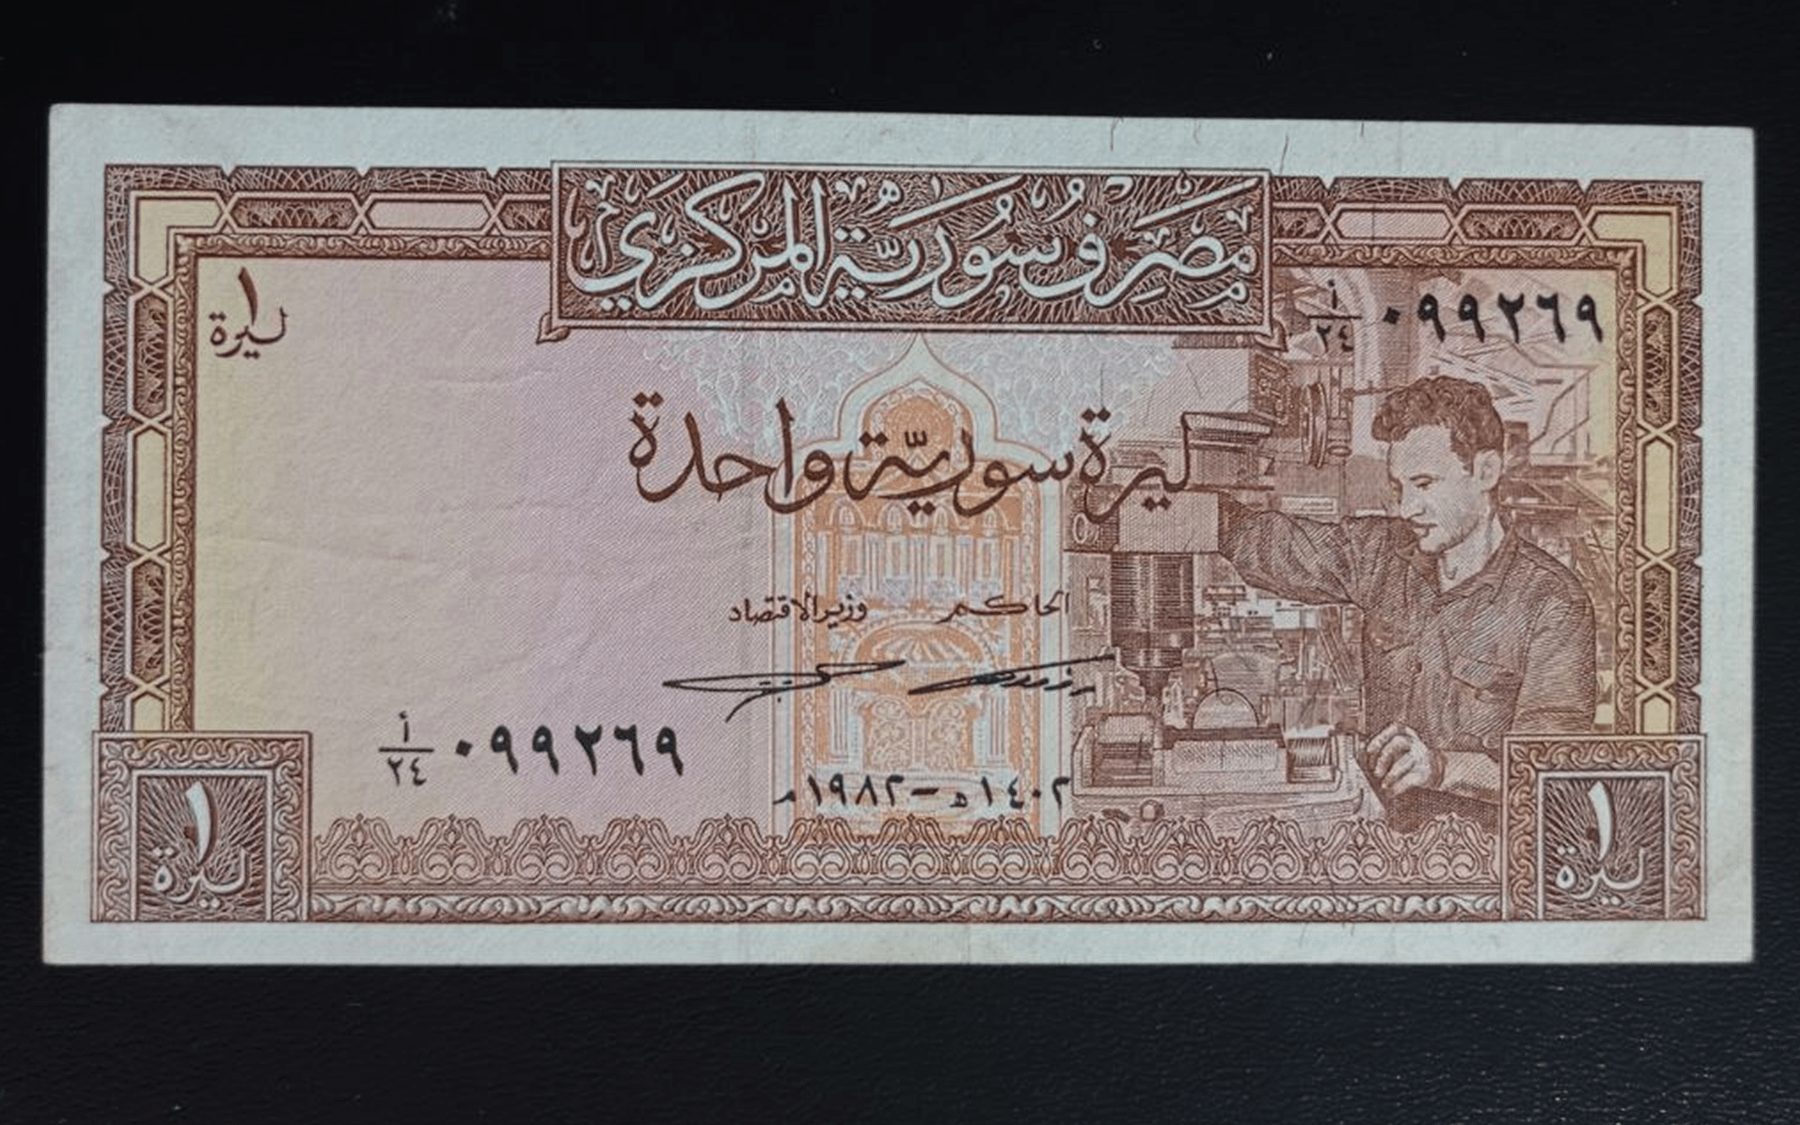 مصرف سورية المركزي
أ/٢٤ ٠٩٩٢٦٩
١ ليرة
ليرة سورية واحدة
الحاكم وزير الاقتصاد
أ/٢٤ ٠٩٩٢٦٩
١٤٠٢هـ - ١٩٨٢م
١ ليرة
١ ليرة